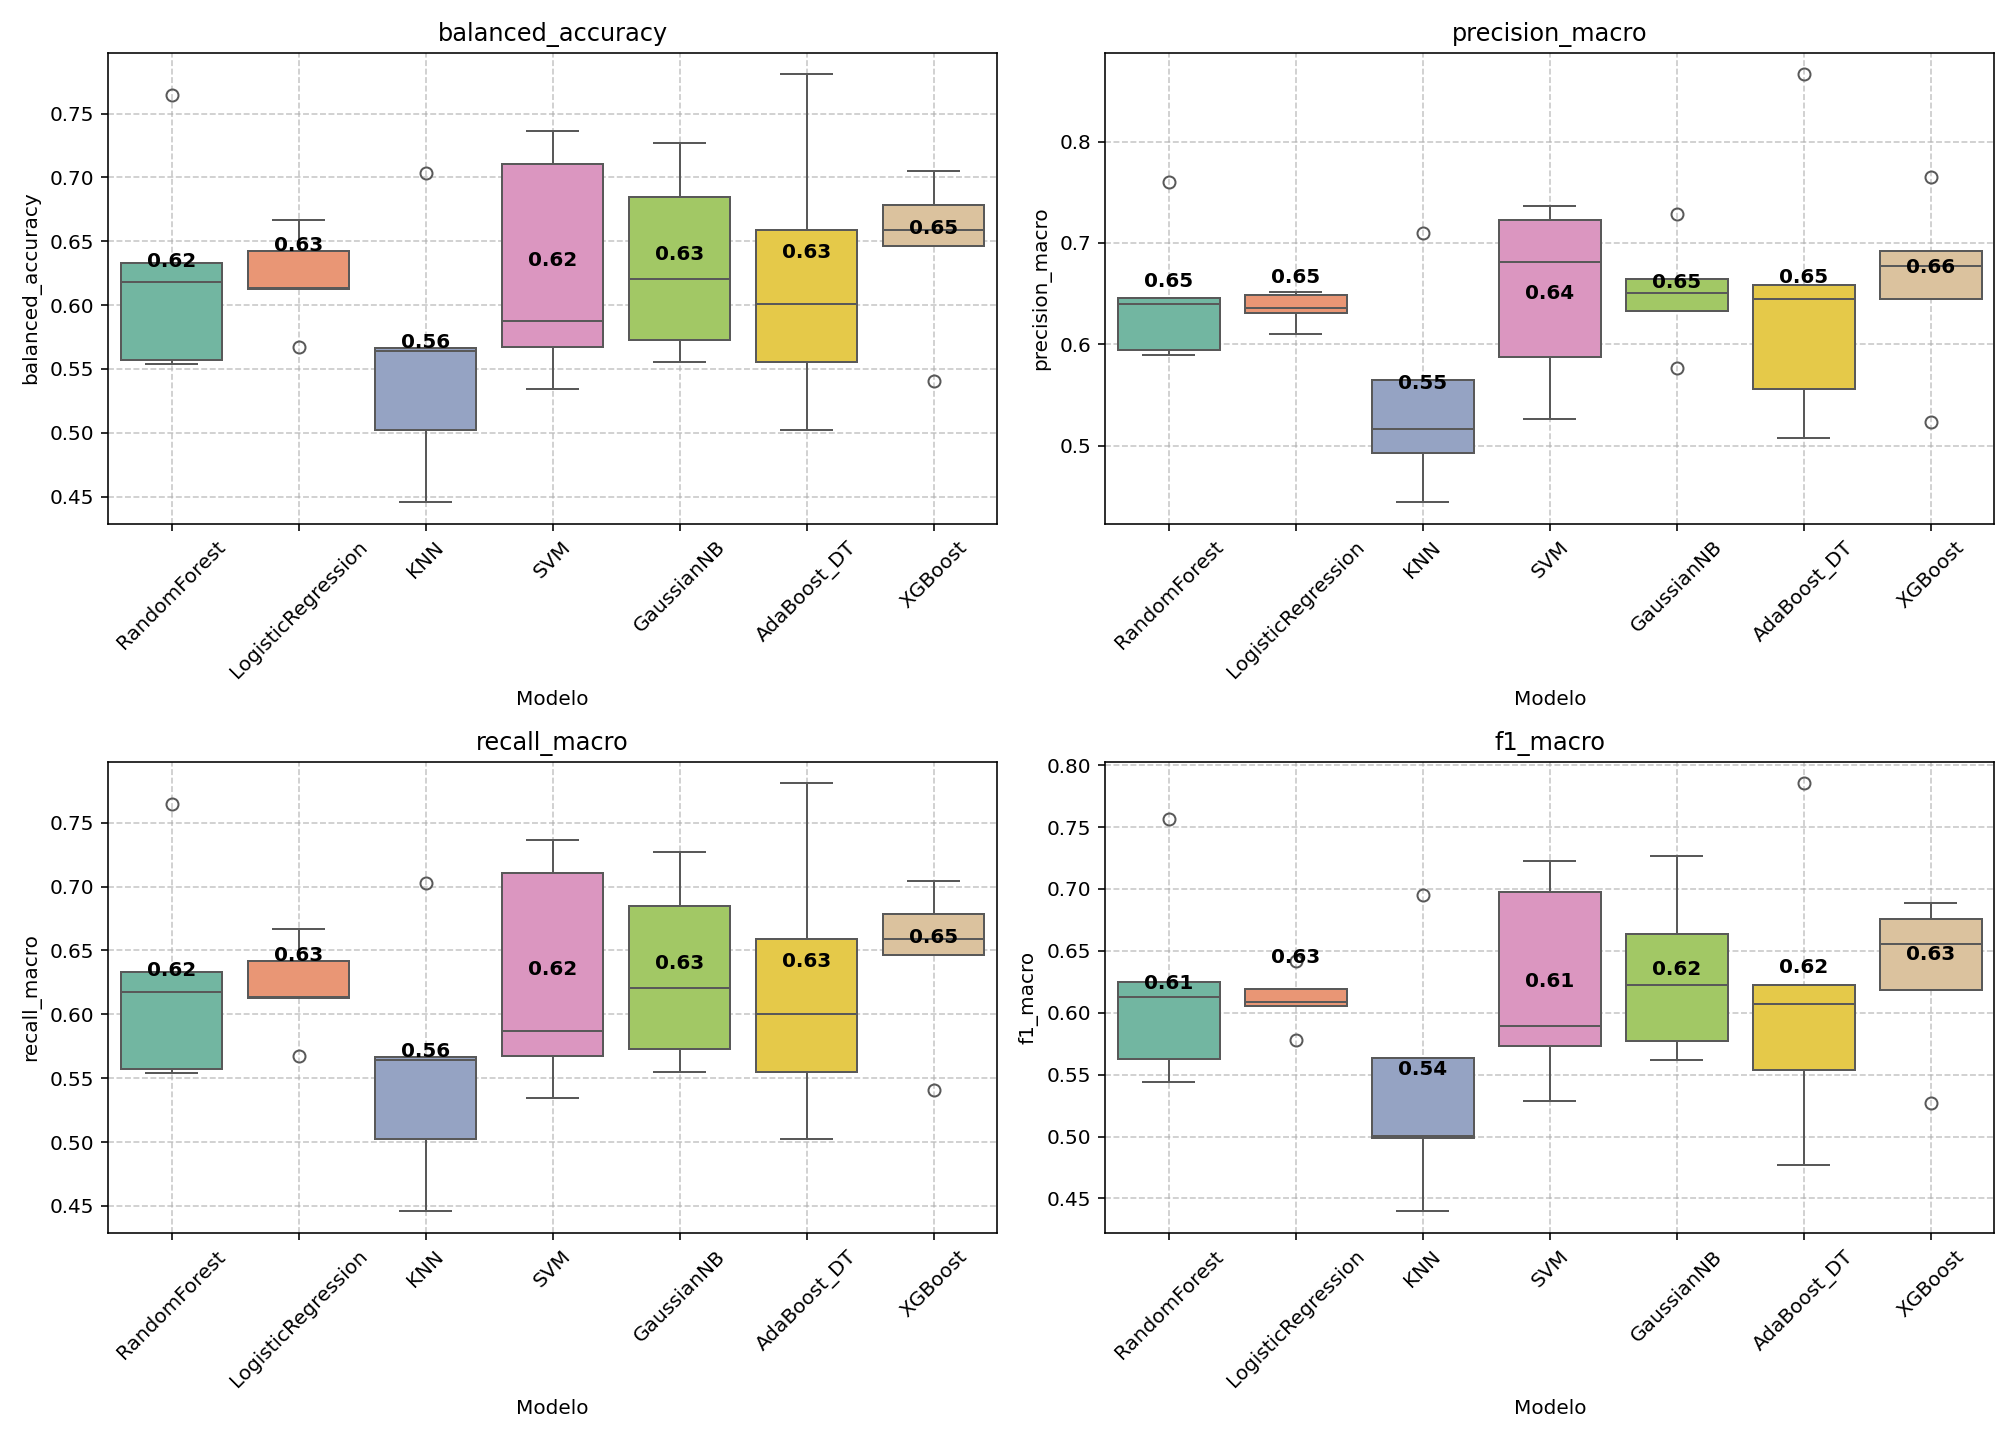 balanced_accuracy
balanced_accuracy
0.75
0.70
0.65
0.60
0.55
0.50
0.45
0.62
0.63
0.56
0.62
0.63
0.63
0.65
RandomForest
LogisticRegression
KNN
SVM
GaussianNB
AdaBoost_DT
XGBoost
Modelo
precision_macro
precision_macro
0.8
0.7
0.6
0.5
0.65
0.65
0.55
0.64
0.65
0.65
0.66
RandomForest
LogisticRegression
KNN
SVM
GaussianNB
AdaBoost_DT
XGBoost
Modelo
recall_macro
recall_macro
0.75
0.70
0.65
0.60
0.55
0.50
0.45
0.62
0.63
0.56
0.62
0.63
0.63
0.65
RandomForest
LogisticRegression
KNN
SVM
GaussianNB
AdaBoost_DT
XGBoost
Modelo
f1_macro
f1_macro
0.80
0.75
0.70
0.65
0.60
0.55
0.50
0.45
0.61
0.63
0.54
0.61
0.62
0.62
0.63
RandomForest
LogisticRegression
KNN
SVM
GaussianNB
AdaBoost_DT
XGBoost
Modelo